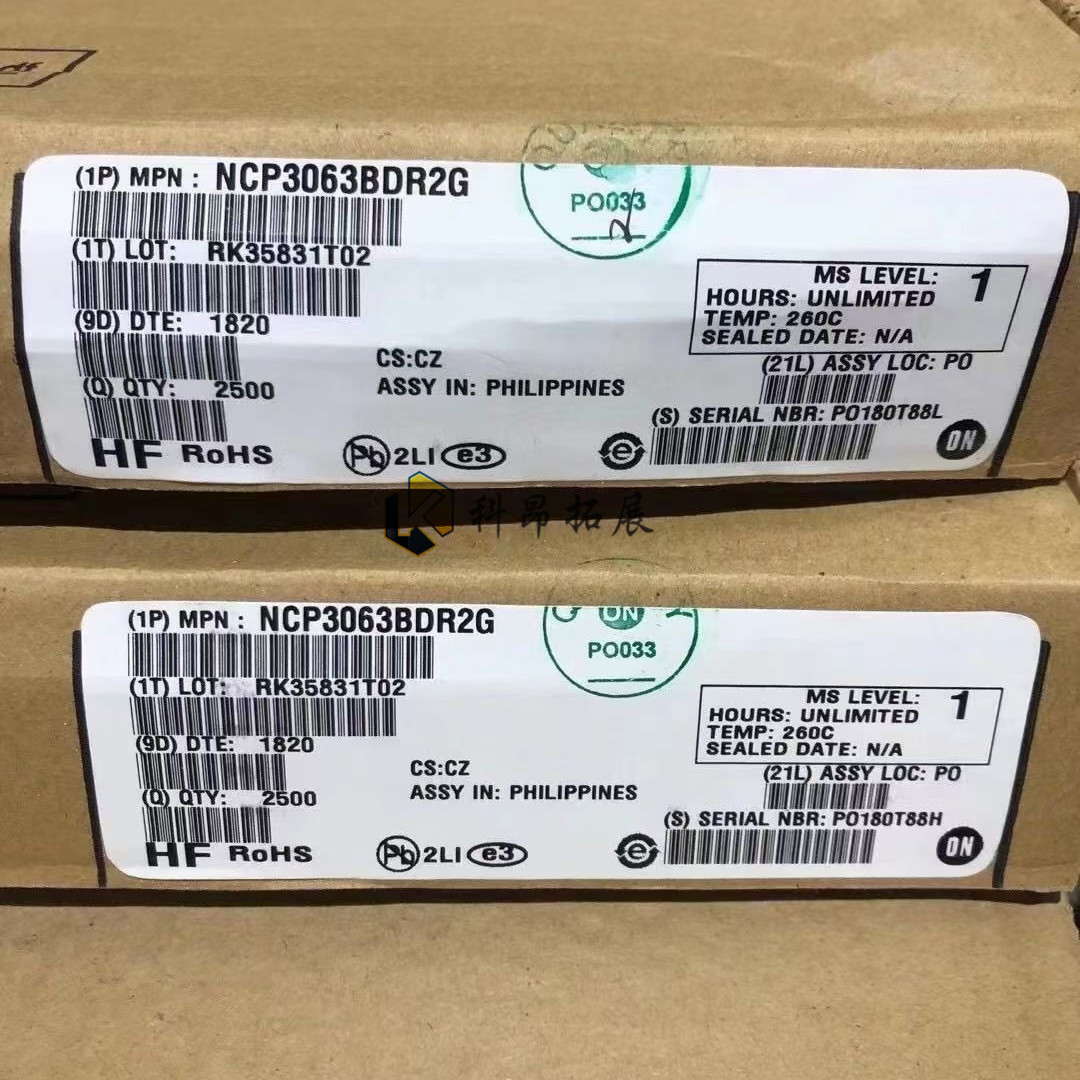 (1P) MPN : NCP3063BDR2G
PO033
2
(1T) LOT: RK35831T02
MS LEVEL: 1
HOURS: UNLIMITED
TEMP: 260C
SEALED DATE: N/A
(9D) DTE: 1820
CS:CZ
(21L) ASSY LOC: PO
(Q) QTY: 2500
ASSY IN: PHILIPPINES
(S) SERIAL NBR: PO180T88L
HF RoHS
Pb 2LI e3
e
ON
科昂拓展
(1P) MPN : NCP3063BDR2G
ON
PO033
(1T) LOT: RK35831T02
MS LEVEL: 1
HOURS: UNLIMITED
TEMP: 260C
SEALED DATE: N/A
(9D) DTE: 1820
CS:CZ
(21L) ASSY LOC: PO
(Q) QTY: 2500
ASSY IN: PHILIPPINES
(S) SERIAL NBR: PO180T88H
HF RoHS
Pb 2LI e3
e
ON